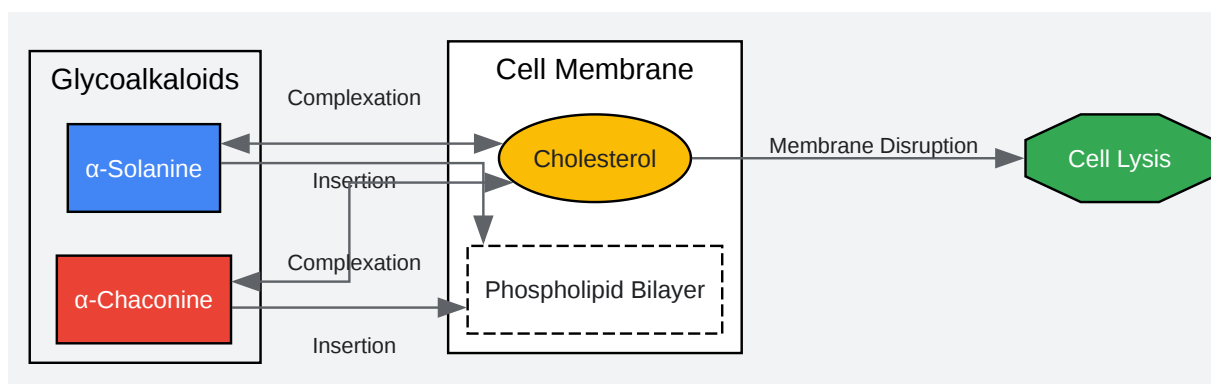 Glycoalkaloids
α-Solanine
α-Chaconine
Complexation
Insertion
Complexation
Insertion
Cell Membrane
Cholesterol
Phospholipid Bilayer
Membrane Disruption
Cell Lysis